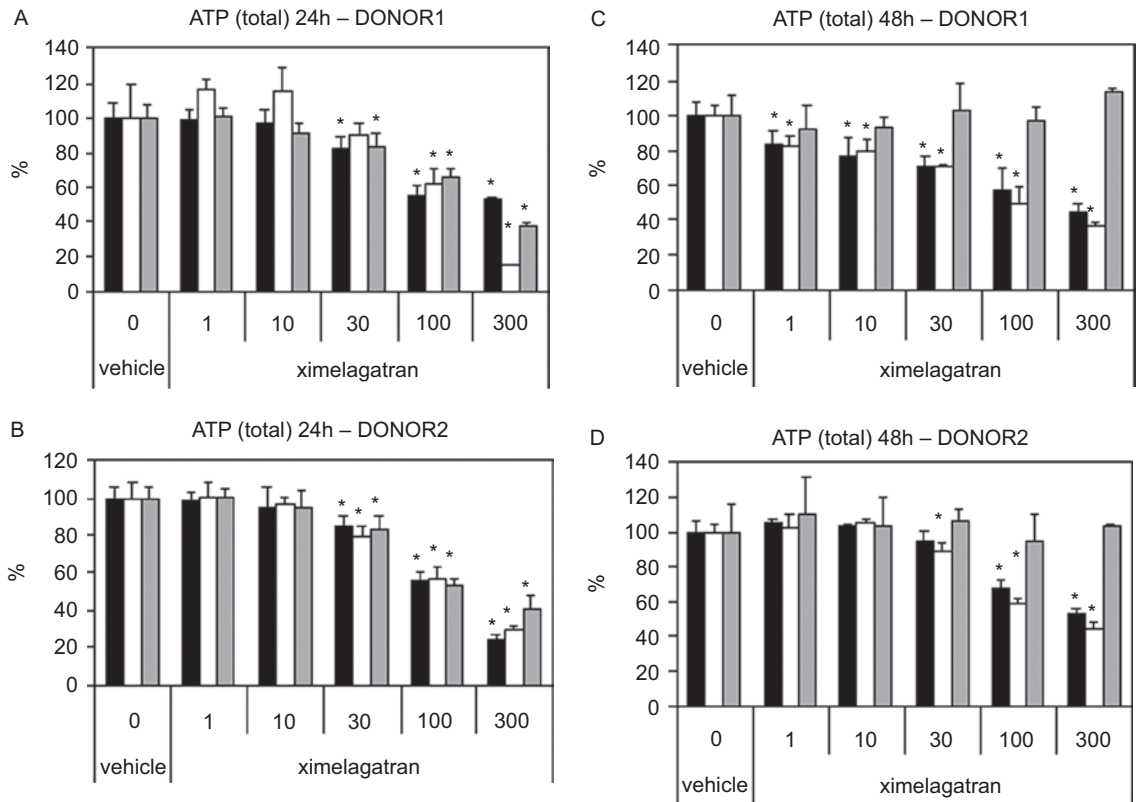 A
ATP (total) 24h – DONOR1
%
140
120
100
80
60
40
20
0
* * * * * * * *
0 1 10 30 100 300
vehicle ximelagatran
B
ATP (total) 24h – DONOR2
%
120
100
80
60
40
20
0
* * * * * * * * *
0 1 10 30 100 300
vehicle ximelagatran
C
ATP (total) 48h – DONOR1
%
140
120
100
80
60
40
20
0
* * * * * * * * * *
0 1 10 30 100 300
vehicle ximelagatran
D
ATP (total) 48h – DONOR2
%
140
120
100
80
60
40
20
0
* * * * *
0 1 10 30 100 300
vehicle ximelagatran